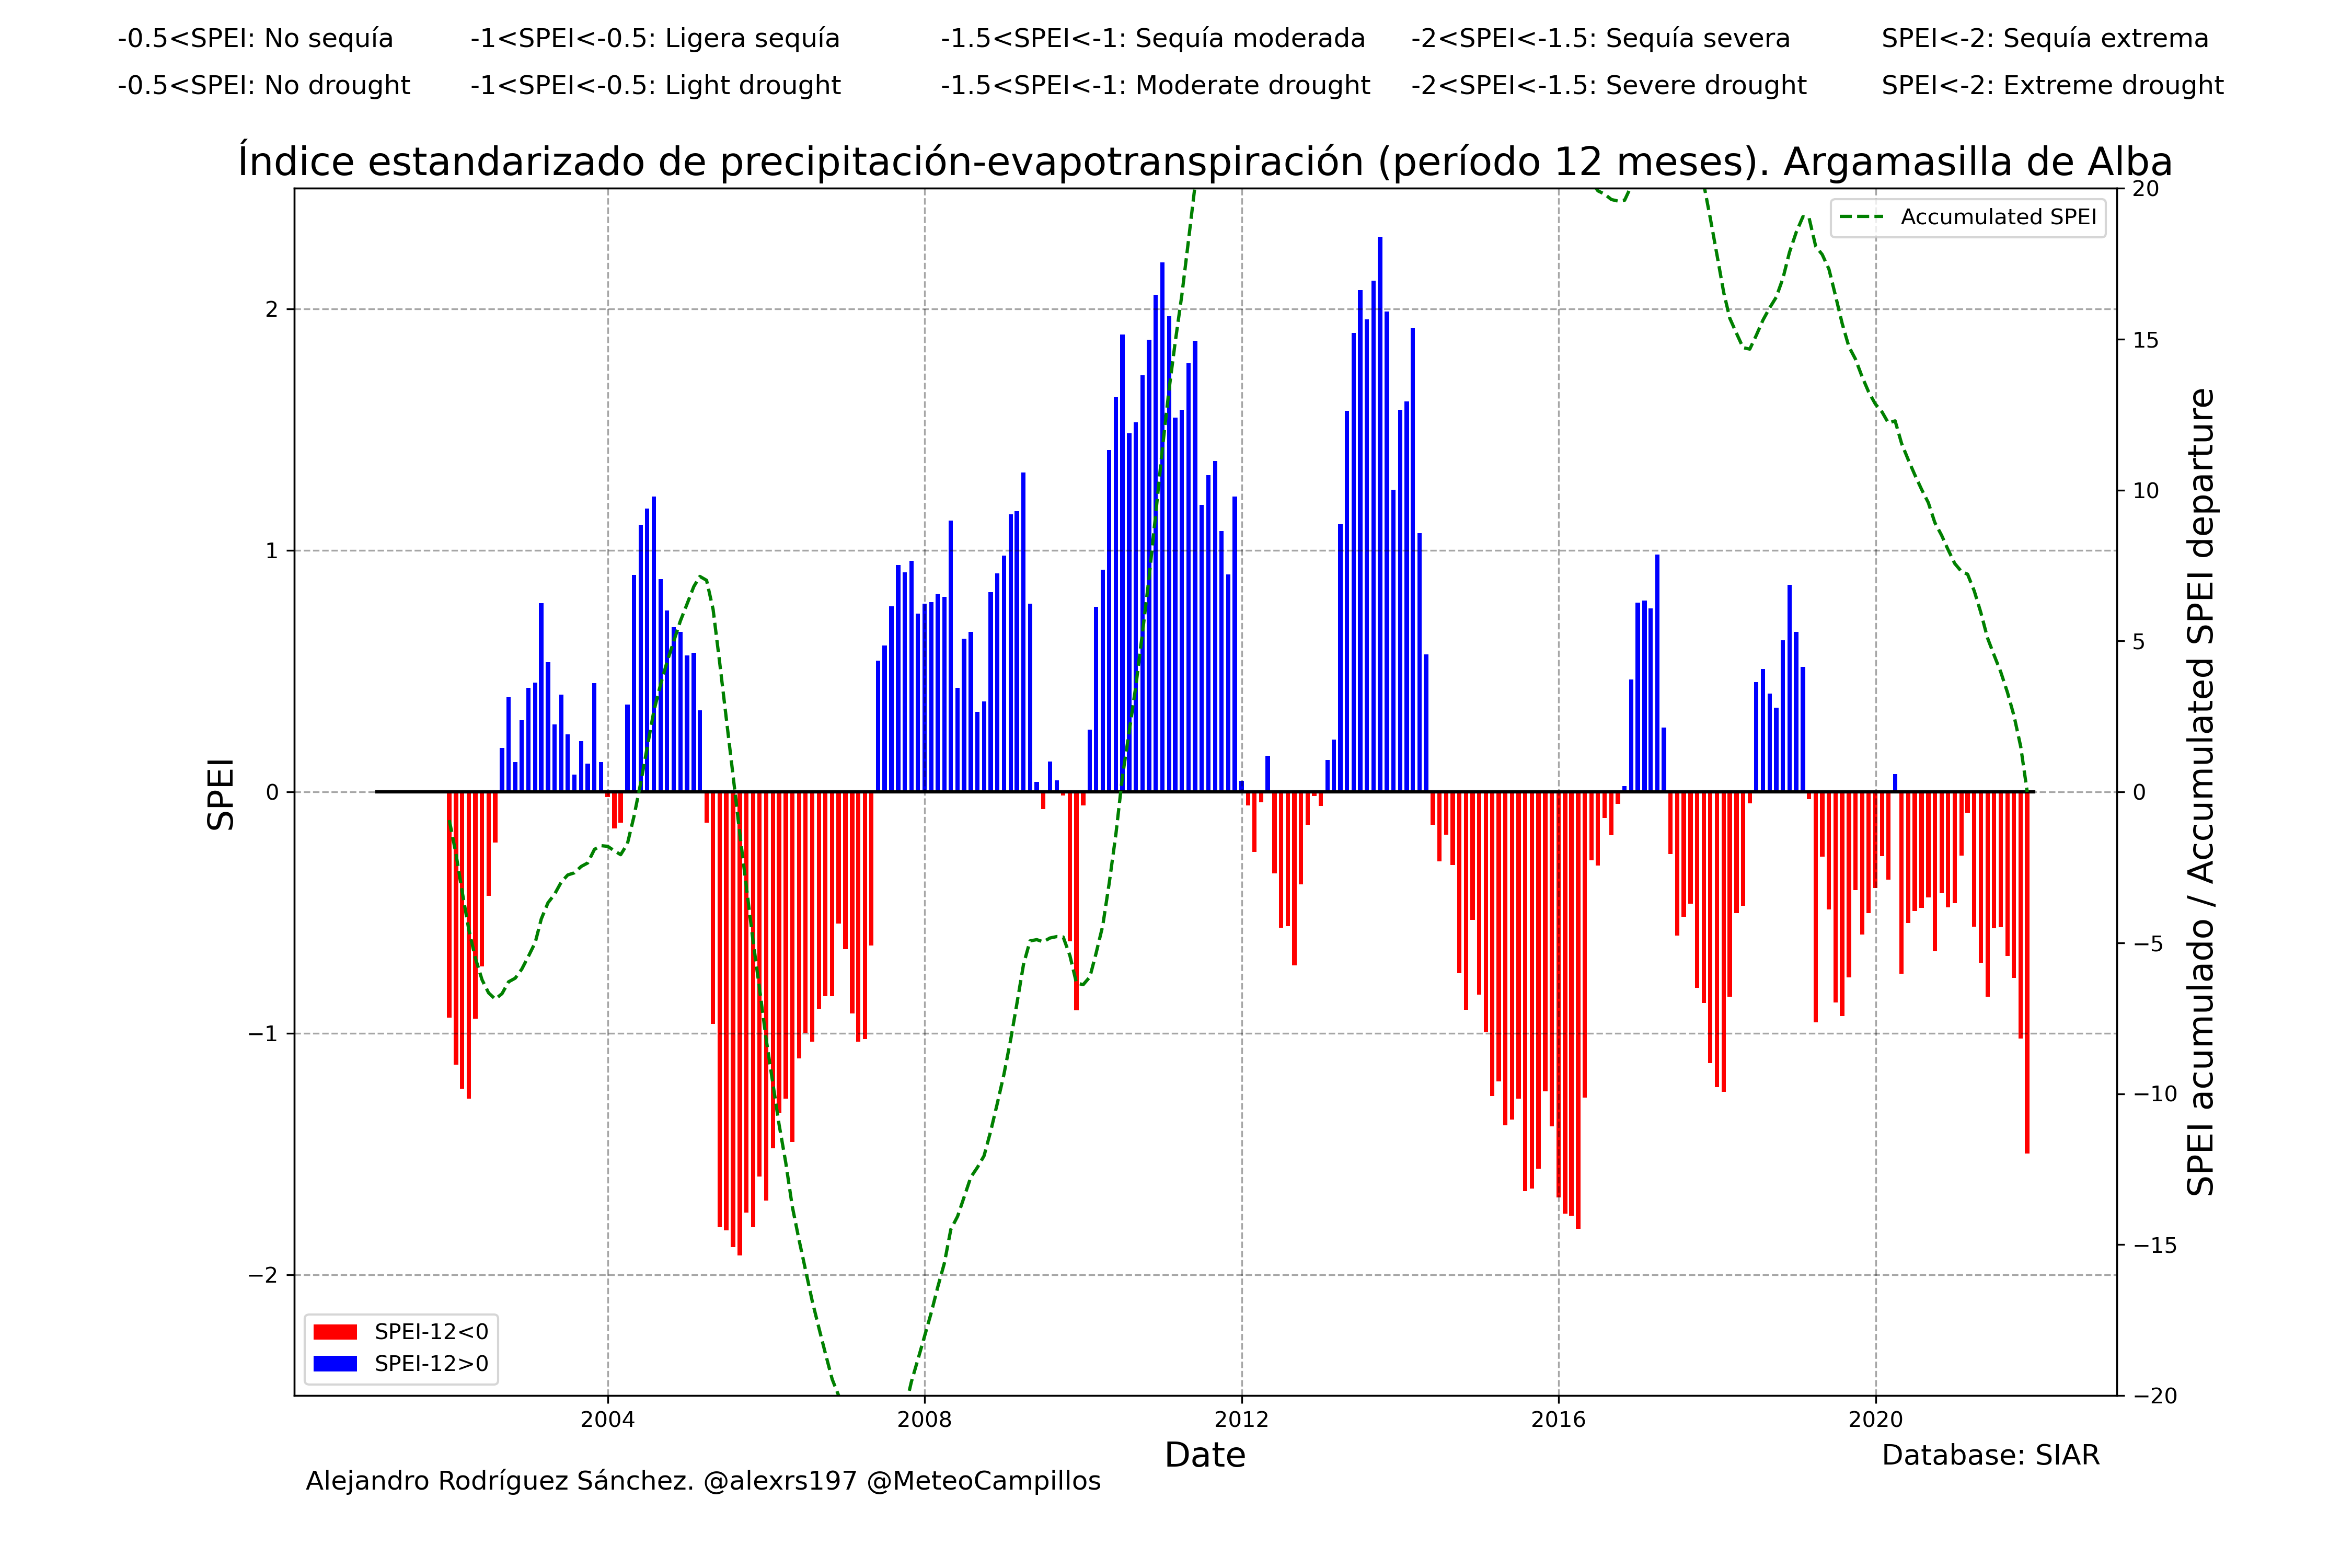 -0.5<SPEI: No sequía
-1<SPEI<-0.5: Ligera sequía
-1.5<SPEI<-1: Sequía moderada
-2<SPEI<-1.5: Sequía severa
SPEI<-2: Sequía extrema
-0.5<SPEI: No drought
-1<SPEI<-0.5: Light drought
-1.5<SPEI<-1: Moderate drought
-2<SPEI<-1.5: Severe drought
SPEI<-2: Extreme drought
Índice estandarizado de precipitación-evapotranspiración (período 12 meses). Argamasilla de Alba
Accumulated SPEI
SPEI
2
1
0
−1
−2
20
15
10
5
0
−5
−10
−15
−20
SPEI acumulado / Accumulated SPEI departure
SPEI-12<0
SPEI-12>0
2004
2008
2012
2016
2020
Date
Database: SIAR
Alejandro Rodríguez Sánchez. @alexrs197 @MeteoCampillos